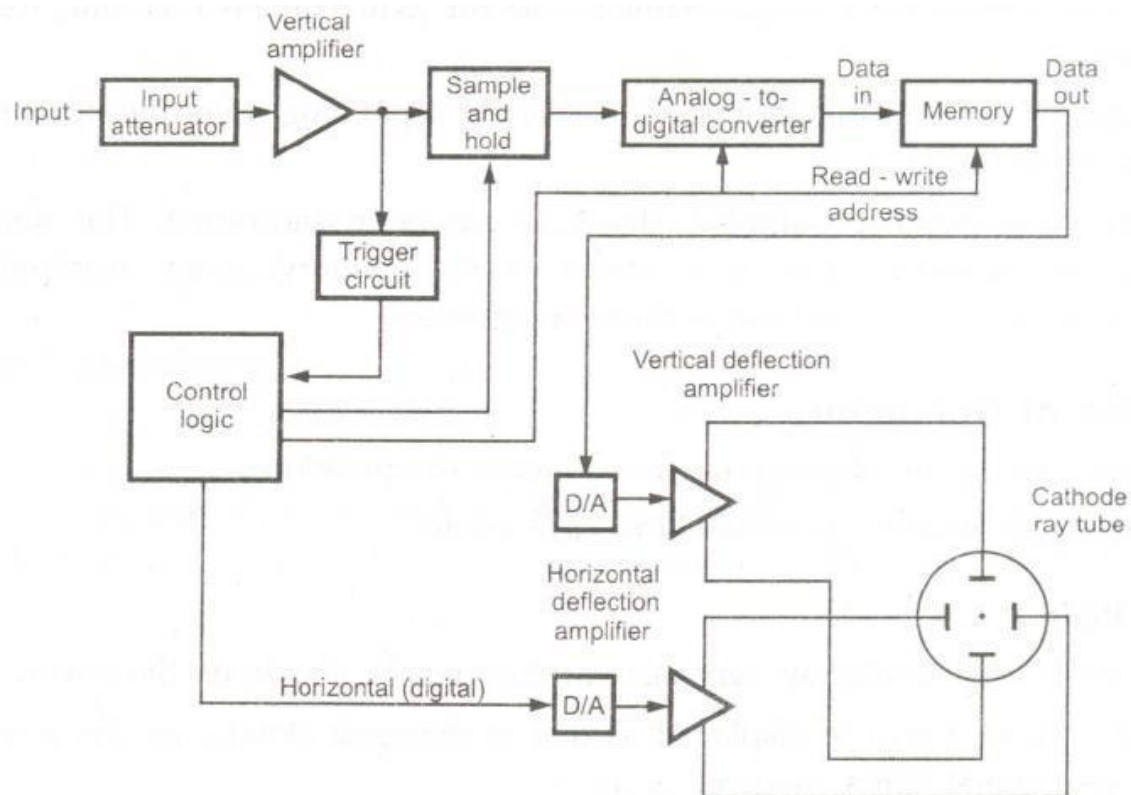 Vertical
amplifier
Input
Input
attenuator
Sample
and
hold
Analog - to-
digital converter
Data
in
Memory
Data
out
Read - write
address
Trigger
circuit
Control
logic
Vertical deflection
amplifier
D/A
Cathode
ray tube
Horizontal
deflection
amplifier
Horizontal (digital)
D/A